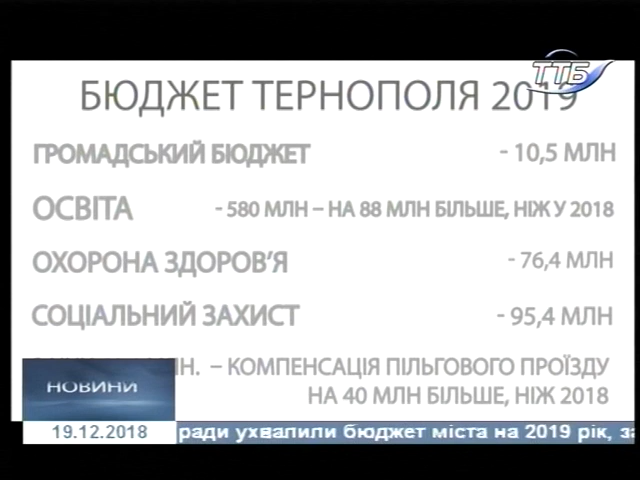 ТТБ
БЮДЖЕТ ТЕРНОПОЛЯ 2019
ГРОМАДСЬКИЙ БЮДЖЕТ - 10,5 МЛН
ОСВІТА - 580 МЛН – НА 88 МЛН БІЛЬШЕ, НІЖ У 2018
ОХОРОНА ЗДОРОВ'Я - 76,4 МЛН
СОЦІАЛЬНИЙ ЗАХИСТ - 95,4 МЛН
– КОМПЕНСАЦІЯ ПІЛЬГОВОГО ПРОЇЗДУ
НА 40 МЛН БІЛЬШЕ, НІЖ 2018
НОВИНИ
19.12.2018 ради ухвалили бюджет міста на 2019 рік, за